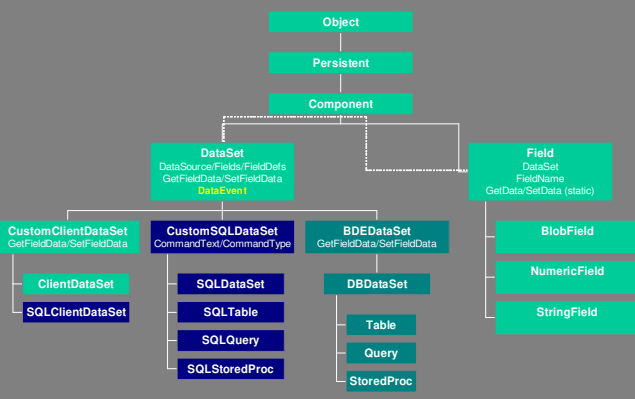 Object
Persistent
Component
DataSet
DataSource/Fields/FieldDefs
GetFieldData/SetFieldData
DataEvent
Field
DataSet
FieldName
GetData/SetData (static)
CustomClientDataSet
GetFieldData/SetFieldData
CustomSQLDataSet
CommandText/CommandType
BDEDataSet
GetFieldData/SetFieldData
BlobField
ClientDataSet
SQLClientDataSet
SQLDataSet
SQLTable
SQLQuery
SQLStoredProc
DBDataSet
Table
Query
StoredProc
NumericField
StringField